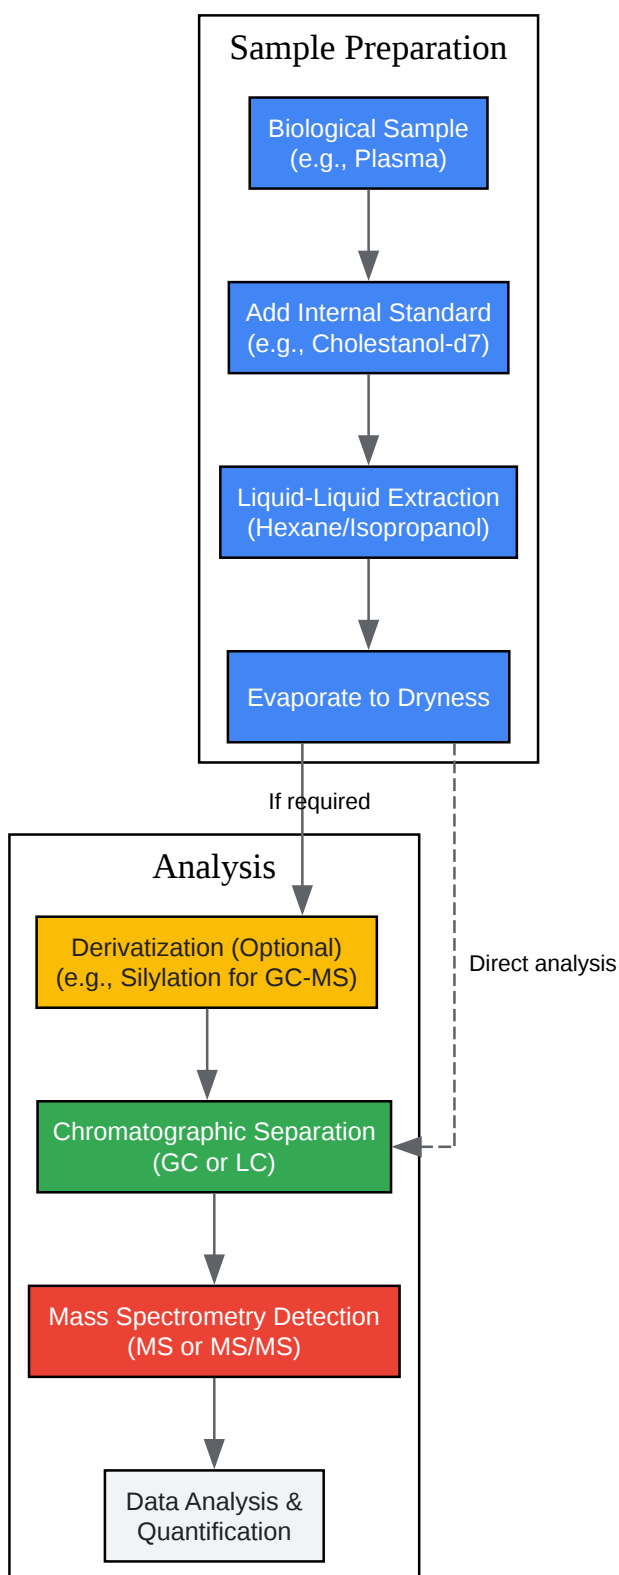 Sample Preparation
Biological Sample
(e.g., Plasma)
Add Internal Standard
(e.g., Cholestanol-d7)
Liquid-Liquid Extraction
(Hexane/Isopropanol)
Evaporate to Dryness
If required
Analysis
Derivatization (Optional)
(e.g., Silylation for GC-MS)
Direct analysis
Chromatographic Separation
(GC or LC)
Mass Spectrometry Detection
(MS or MS/MS)
Data Analysis &
Quantification